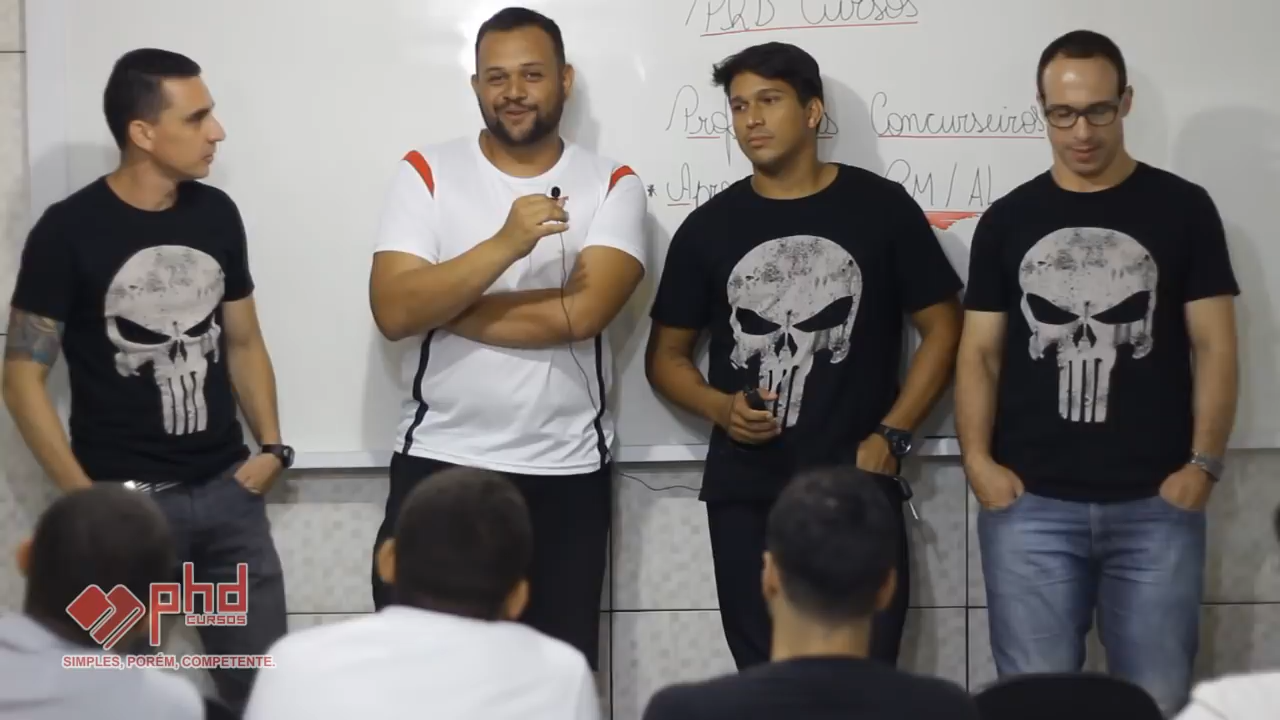 PhD Cursos
Concurseiros
PM/AL
phd
CURSOS
SIMPLES, PORÉM, COMPETENTE.